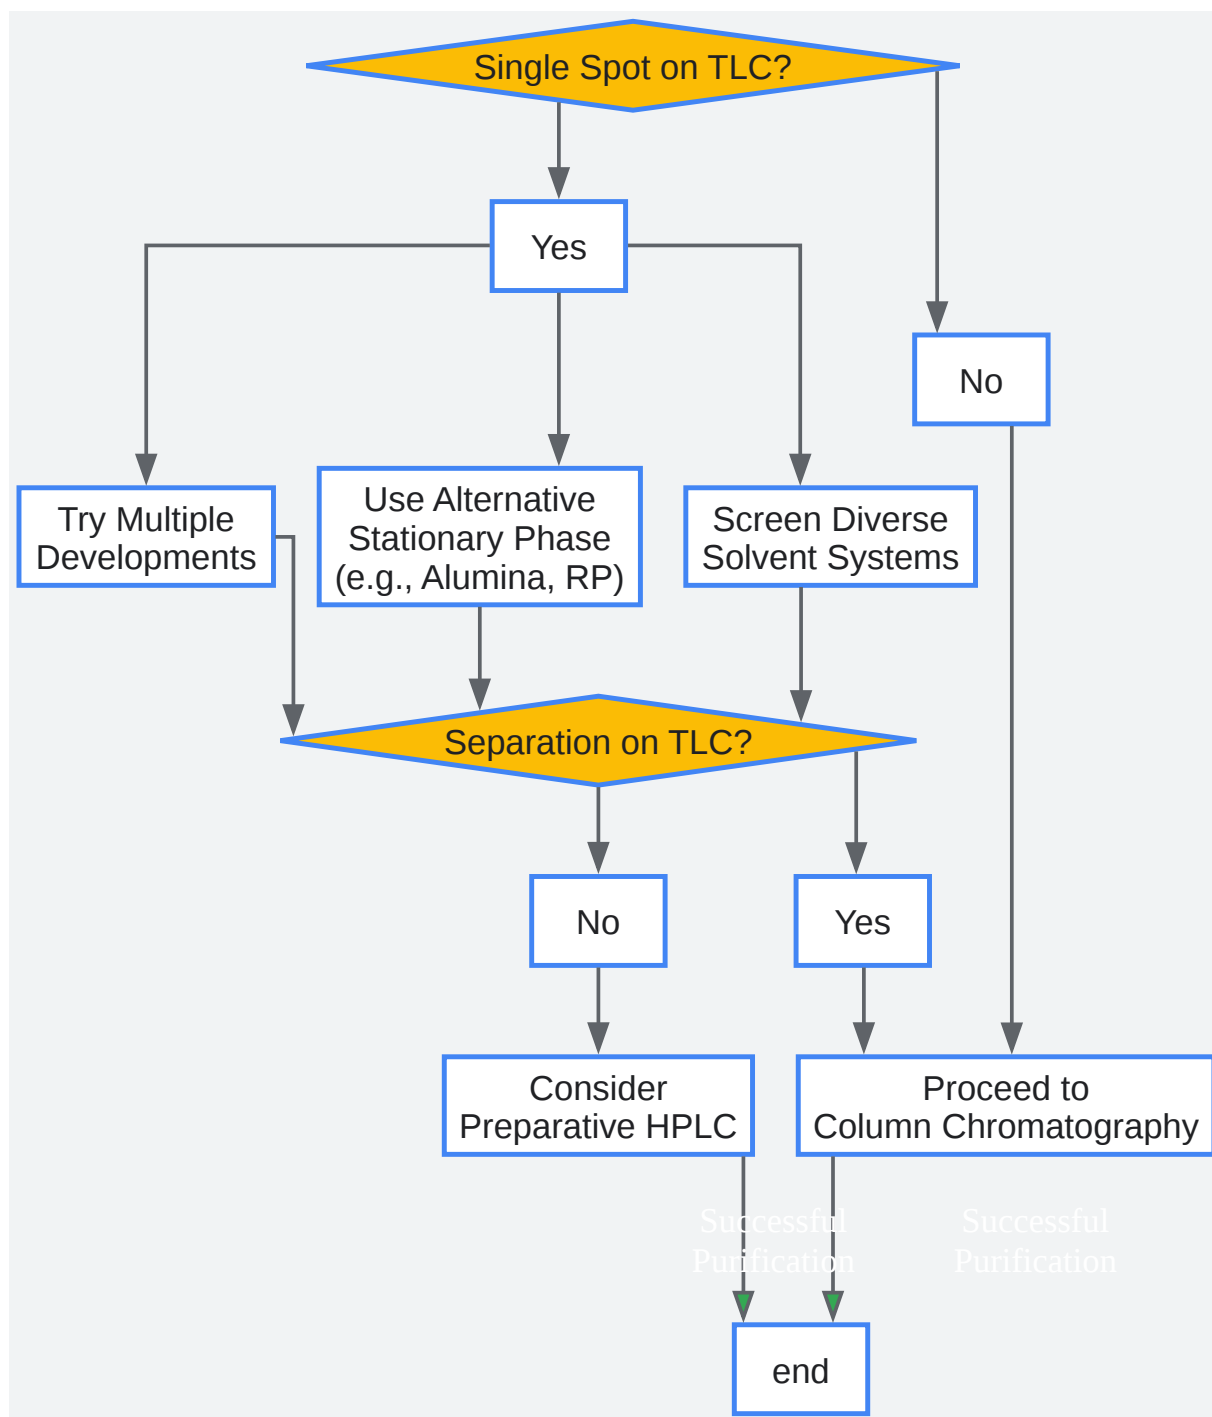 Single Spot on TLC?
Yes
No
Try Multiple
Developments
Use Alternative
Stationary Phase
(e.g., Alumina, RP)
Screen Diverse
Solvent Systems
Separation on TLC?
No
Yes
Consider
Preparative HPLC
Proceed to
Column Chromatography
Successful
Purification
Successful
Purification
end